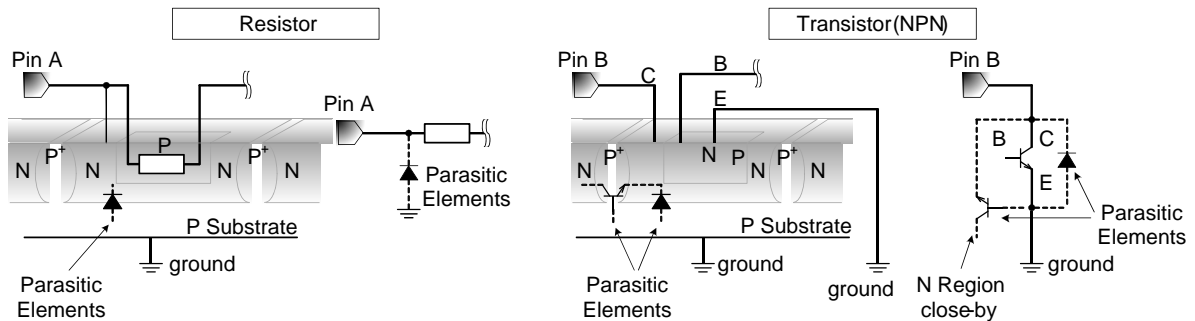 Resistor
Transistor(NPN)
Pin A
Pin B
Pin B
C
B
E
Pin A
P
N
P+
N
P+
N
N
P+
N
P
N
P+
N
B
C
E
Parasitic
Elements
P Substrate
ground
Parasitic
Elements
P Substrate
ground
Parasitic
Elements
ground
Parasitic
Elements
ground
N Region
close-by